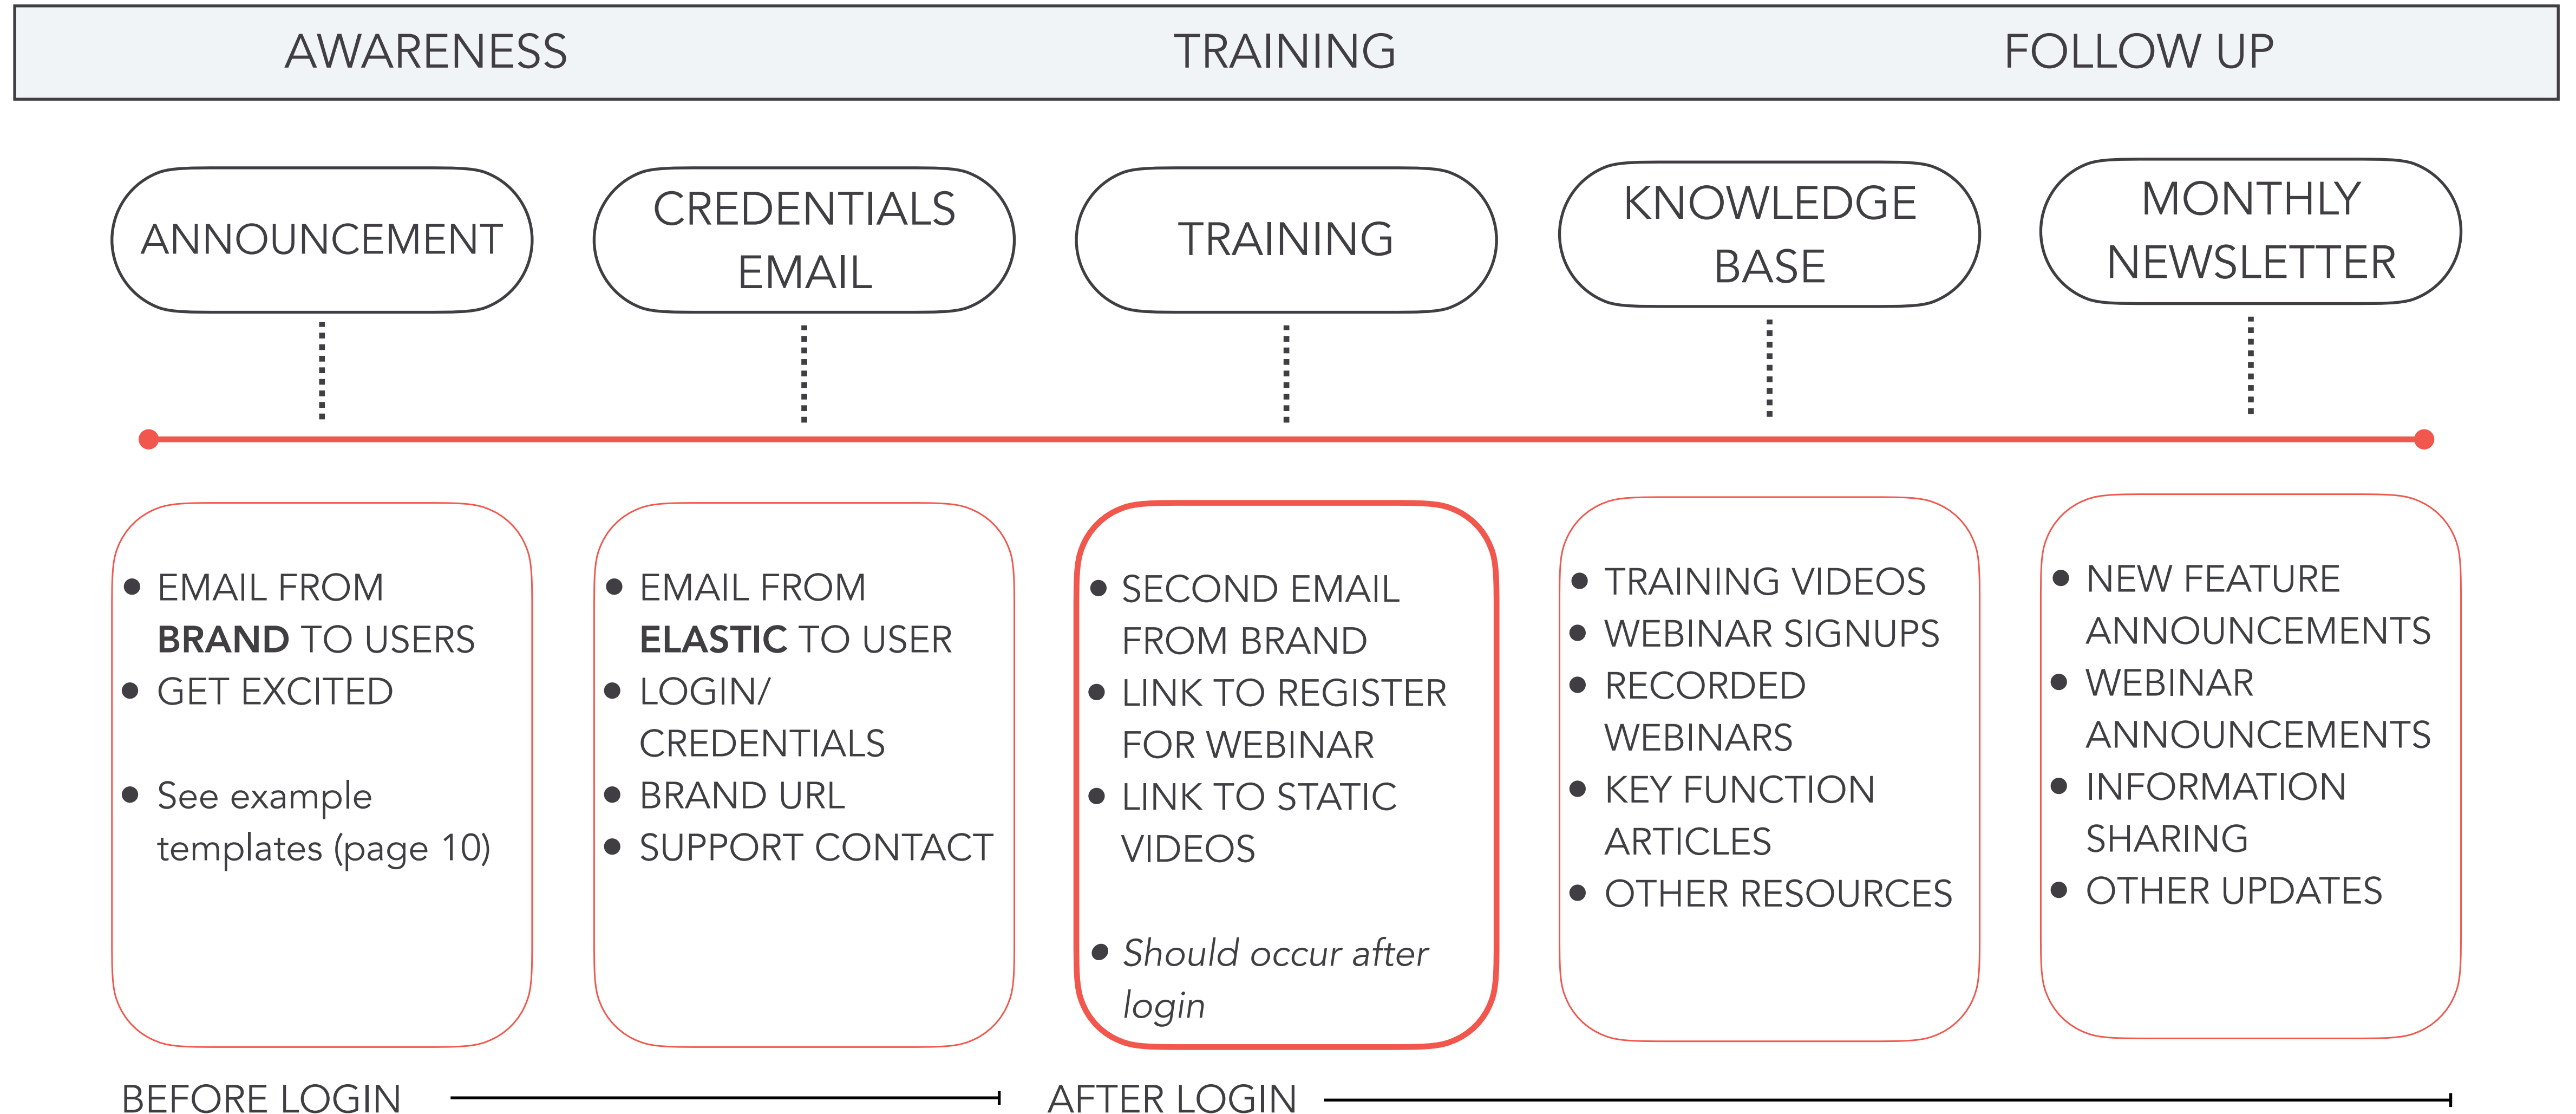 AWARENESS
TRAINING
FOLLOW UP
ANNOUNCEMENT
CREDENTIALS
EMAIL
TRAINING
KNOWLEDGE
BASE
MONTHLY
NEWSLETTER
• EMAIL FROM
BRAND TO USERS
• GET EXCITED
• See example
templates (page 10)
• EMAIL FROM
ELASTIC TO USER
• LOGIN/
CREDENTIALS
• BRAND URL
• SUPPORT CONTACT
• SECOND EMAIL
FROM BRAND
• LINK TO REGISTER
FOR WEBINAR
• LINK TO STATIC
VIDEOS
• Should occur after
login
• TRAINING VIDEOS
• WEBINAR SIGNUPS
• RECORDED
WEBINARS
• KEY FUNCTION
ARTICLES
• OTHER RESOURCES
• NEW FEATURE
ANNOUNCEMENTS
• WEBINAR
ANNOUNCEMENTS
• INFORMATION
SHARING
• OTHER UPDATES
BEFORE LOGIN
AFTER LOGIN